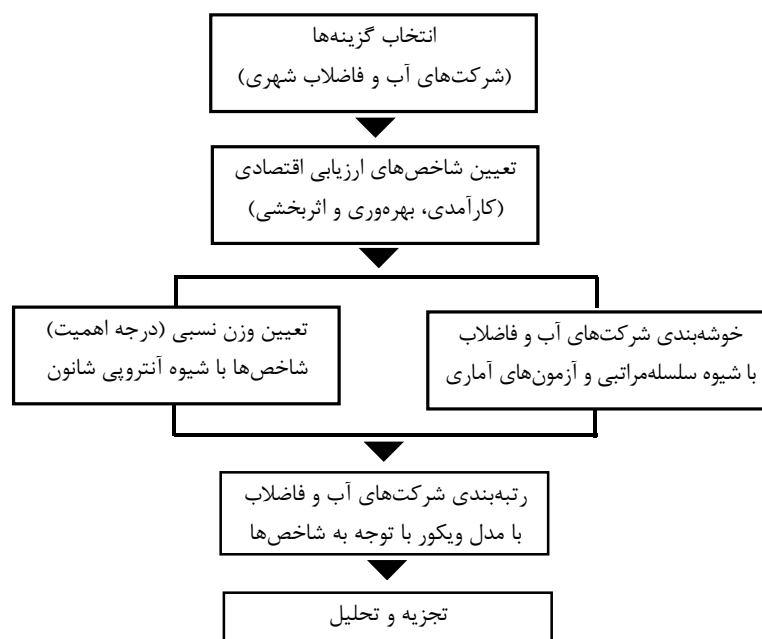 انتخاب گزینه‌ها
(شرکت‌های آب و فاضلاب شهری)
تعیین شاخص‌های ارزیابی اقتصادی
(کارآمدی، بهره‌وری و اثربخشی)
خوشه‌بندی شرکت‌های آب و فاضلاب
با شیوه سلسله‌مراتبی و آزمون‌های آماری
تعیین وزن نسبی (درجه اهمیت)
شاخص‌ها با شیوه آنتروپی شانون
رتبه‌بندی شرکت‌های آب و فاضلاب
با مدل ویکور با توجه به شاخص‌ها
تجزیه و تحلیل